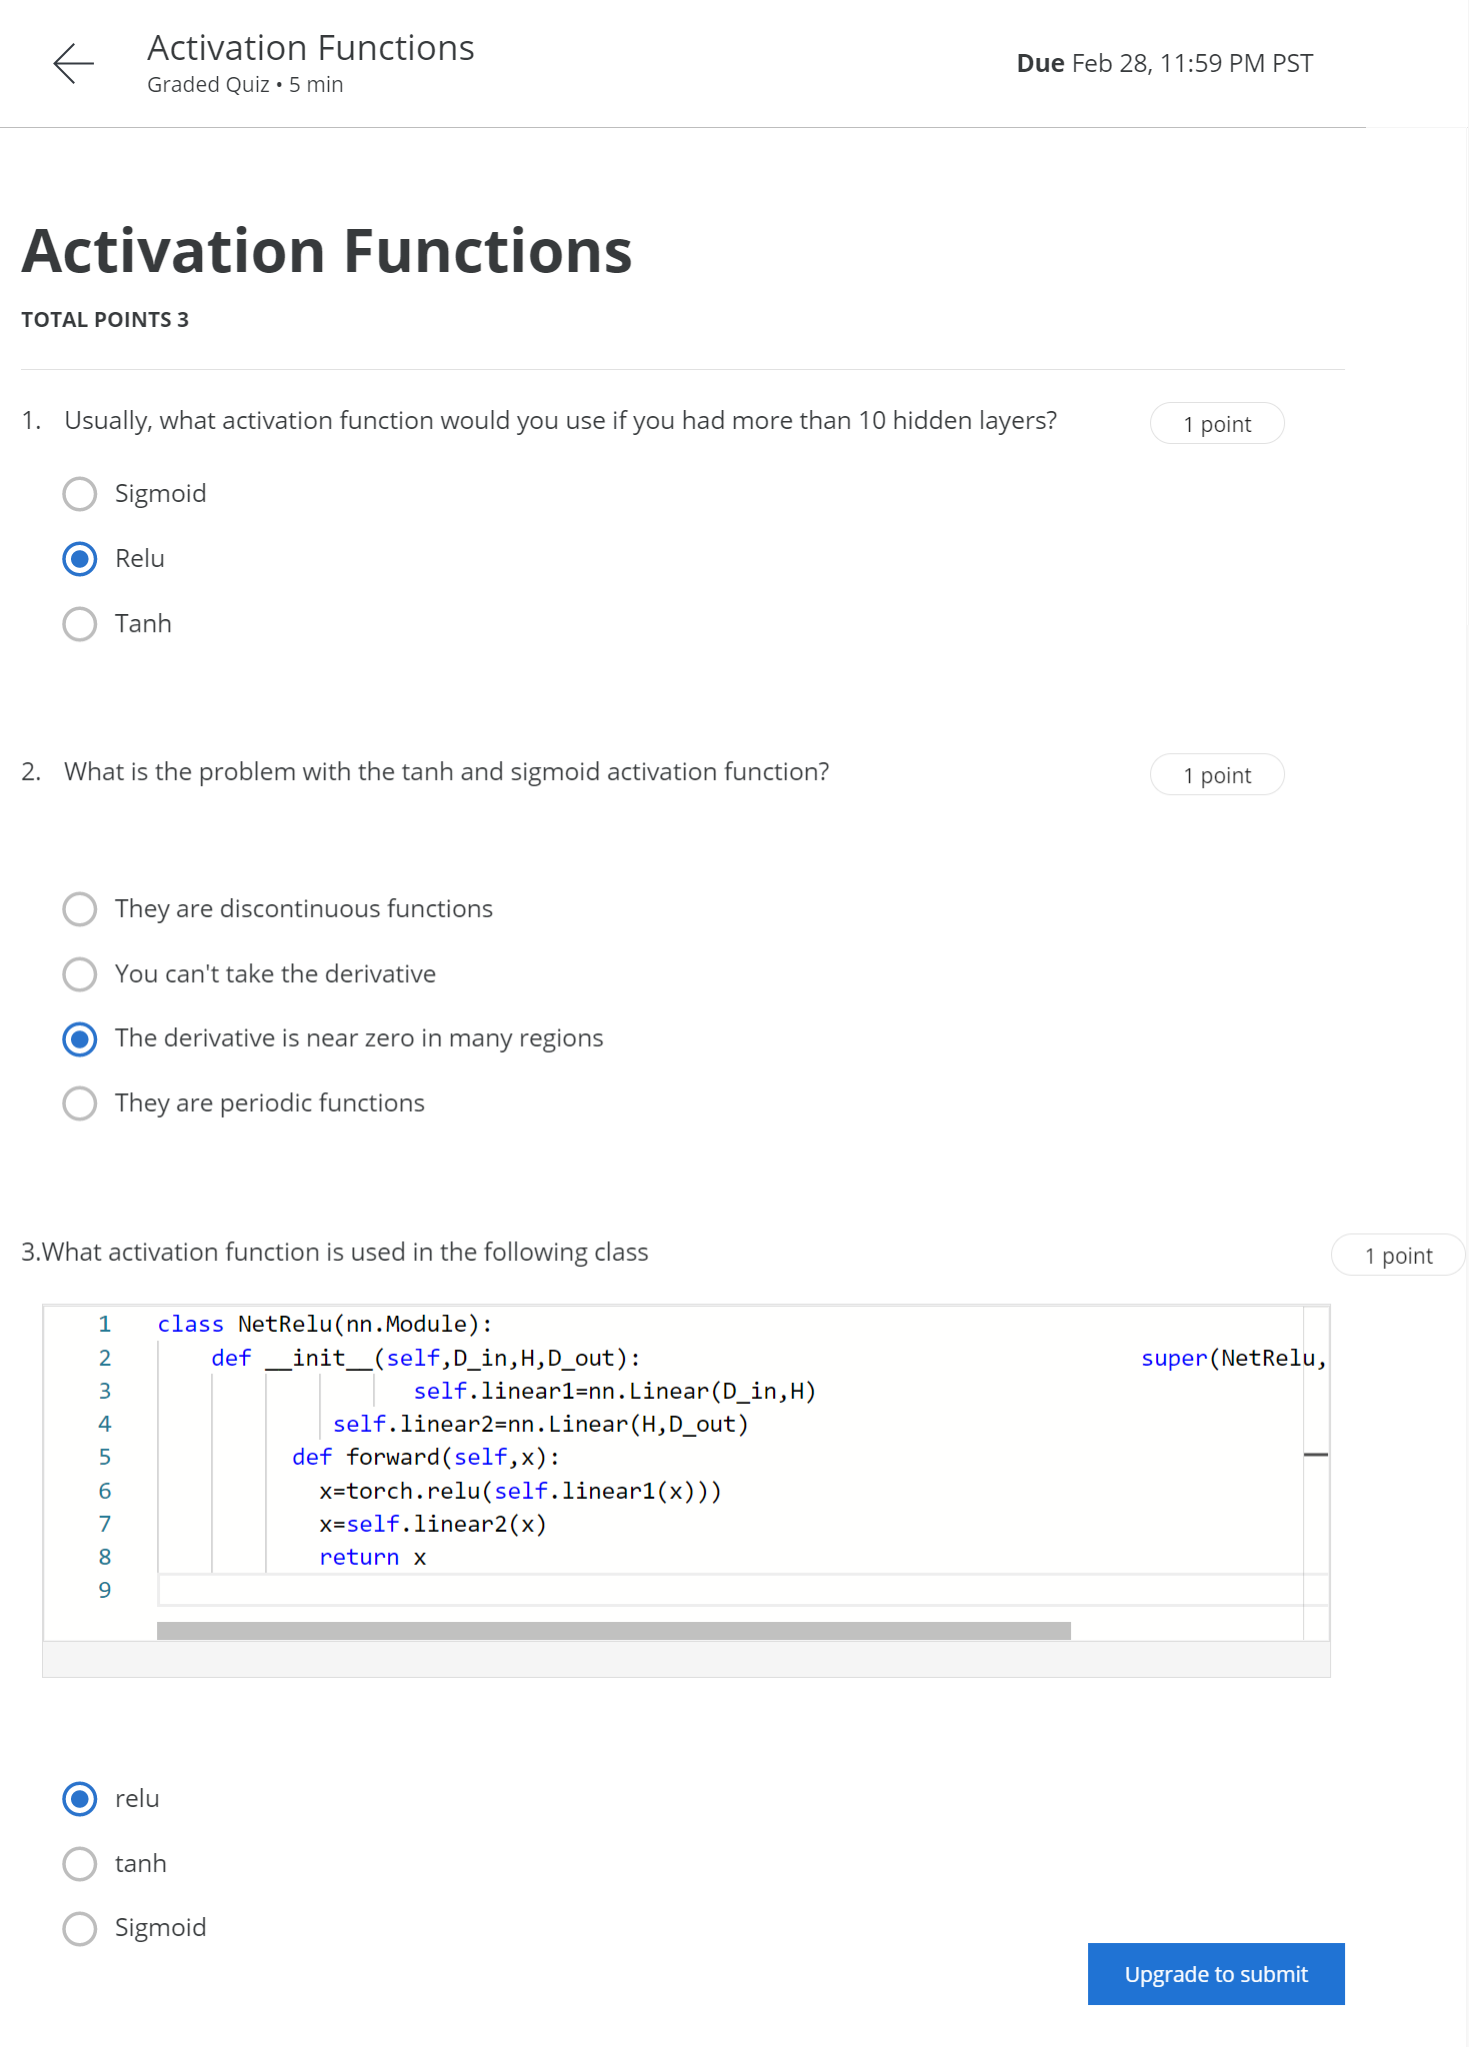 Activation Functions
Graded Quiz • 5 min
Due Feb 28, 11:59 PM PST
Activation Functions
TOTAL POINTS 3
1. Usually, what activation function would you use if you had more than 10 hidden layers?
1 point
Sigmoid
Relu
Tanh
2. What is the problem with the tanh and sigmoid activation function?
1 point
They are discontinuous functions
You can't take the derivative
The derivative is near zero in many regions
They are periodic functions
3.What activation function is used in the following class
1 point
1 class NetRelu(nn.Module):
2 def __init__(self,D_in,H,D_out): super(NetRelu,
3 self.linear1=nn.Linear(D_in,H)
4 self.linear2=nn.Linear(H,D_out)
5 def forward(self,x):
6 x=torch.relu(self.linear1(x)))
7 x=self.linear2(x)
8 return x
9
relu
tanh
Sigmoid
Upgrade to submit